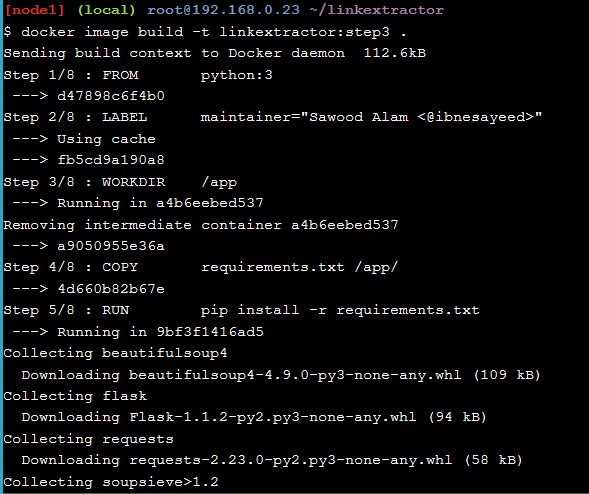 [node1] (local) root@192.168.0.23 ~/linkextractor
$ docker image build -t linkextractor:step3 .
Sending build context to Docker daemon  112.6kB
Step 1/8 : FROM       python:3
 ---> d47898c6f4b0
Step 2/8 : LABEL      maintainer="Sawood Alam <@ibnesayeed>"
 ---> Using cache
 ---> fb5cd9a190a8
Step 3/8 : WORKDIR    /app
 ---> Running in a4b6eebed537
Removing intermediate container a4b6eebed537
 ---> a9050955e36a
Step 4/8 : COPY       requirements.txt /app/
 ---> 4d660b82b67e
Step 5/8 : RUN        pip install -r requirements.txt
 ---> Running in 9bf3f1416ad5
Collecting beautifulsoup4
  Downloading beautifulsoup4-4.9.0-py3-none-any.whl (109 kB)
Collecting flask
  Downloading Flask-1.1.2-py2.py3-none-any.whl (94 kB)
Collecting requests
  Downloading requests-2.23.0-py2.py3-none-any.whl (58 kB)
Collecting soupsieve>1.2